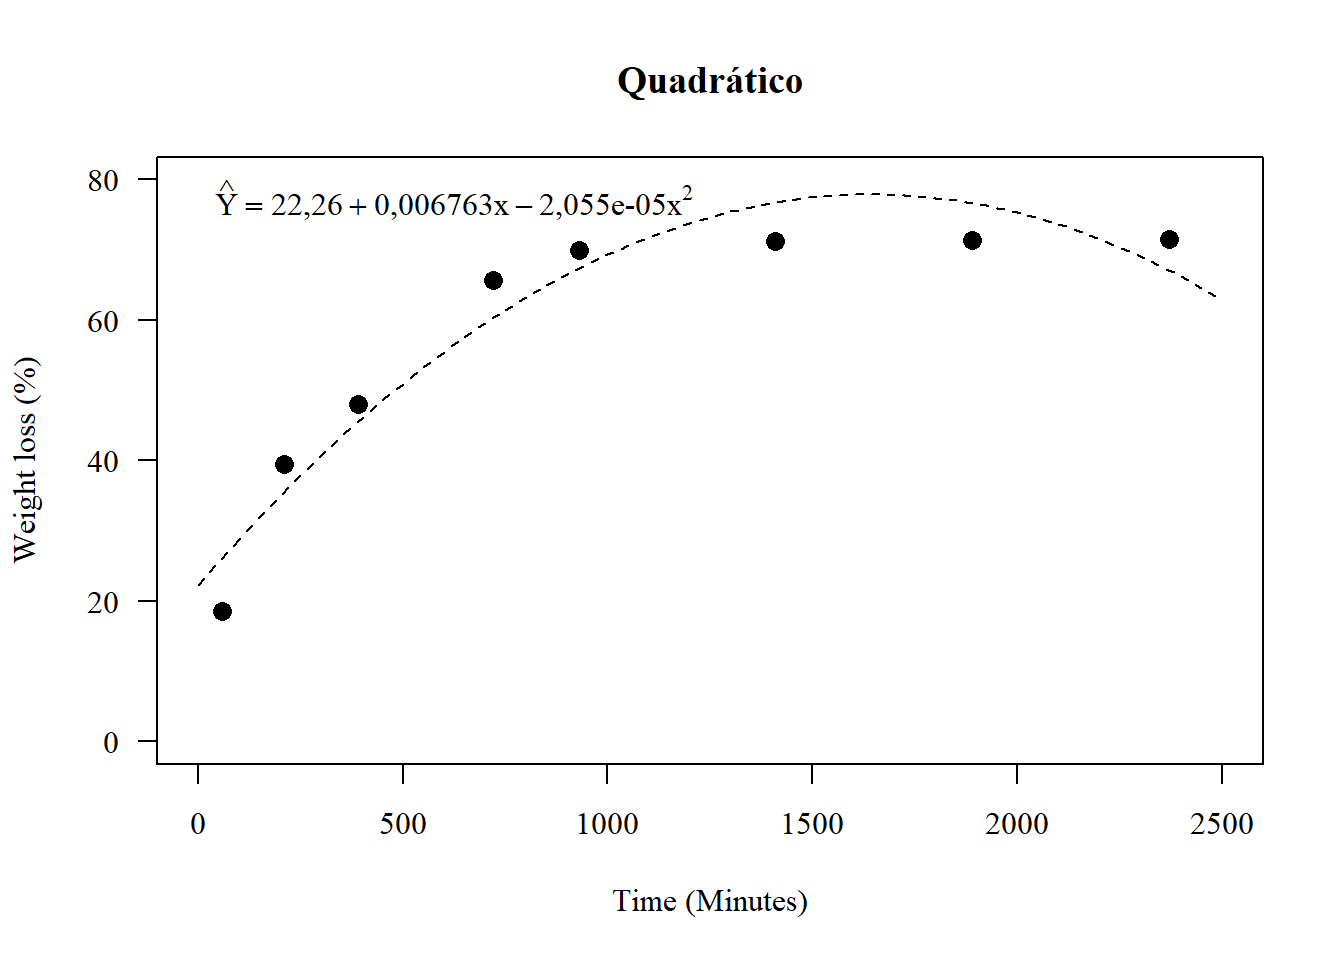 Quadrático
Ŷ = 22,26 + 0,006763x − 2,055e-05x²
80
60
40
20
0
Weight loss (%)
0 500 1000 1500 2000 2500
Time (Minutes)